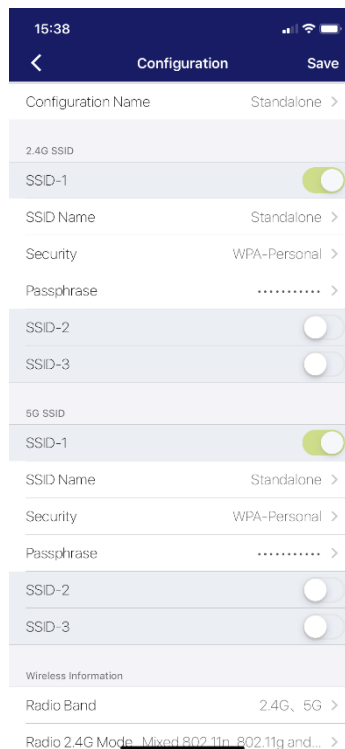 15:38
Configuration Save
Configuration Name Standalone
2.4G SSID
SSID-1
SSID Name Standalone
Security WPA-Personal
Passphrase ···········
SSID-2
SSID-3
5G SSID
SSID-1
SSID Name Standalone
Security WPA-Personal
Passphrase ···········
SSID-2
SSID-3
Wireless Information
Radio Band 2.4G、5G
Radio 2.4G Mode Mixed 802.11n, 802.11g and...